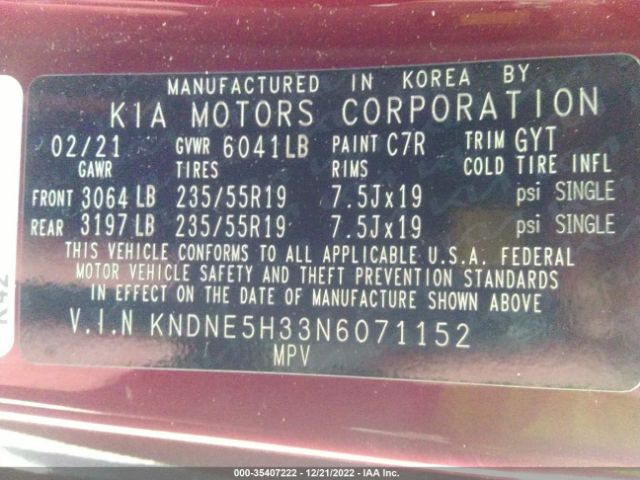 MANUFACTURED IN KOREA BY
KIA MOTORS CORPORATION
02/21 GVWR 6041LB PAINT C7R TRIM GYT
GAWR TIRES RIMS COLD TIRE INFL
FRONT 3064 LB 235/55R19 7.5Jx19 psi SINGLE
REAR 3197 LB 235/55R19 7.5Jx19 psi SINGLE
THIS VEHICLE CONFORMS TO ALL APPLICABLE U.S.A. FEDERAL
MOTOR VEHICLE SAFETY AND THEFT PREVENTION STANDARDS
IN EFFECT ON THE DATE OF MANUFACTURE SHOWN ABOVE
V.I.N KNDNE5H33N6071152
MPV
K42
000-35407222 - 12/21/2022 - IAA Inc.